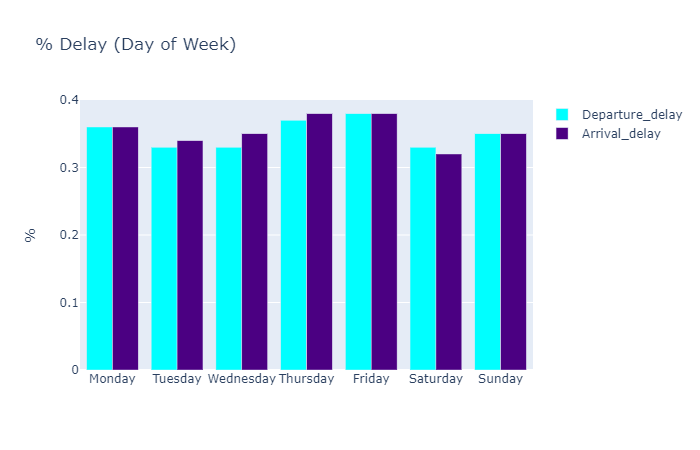 % Delay (Day of Week)
Departure_delay
Arrival_delay
%
0.4
0.3
0.2
0.1
0
Monday Tuesday Wednesday Thursday Friday Saturday Sunday